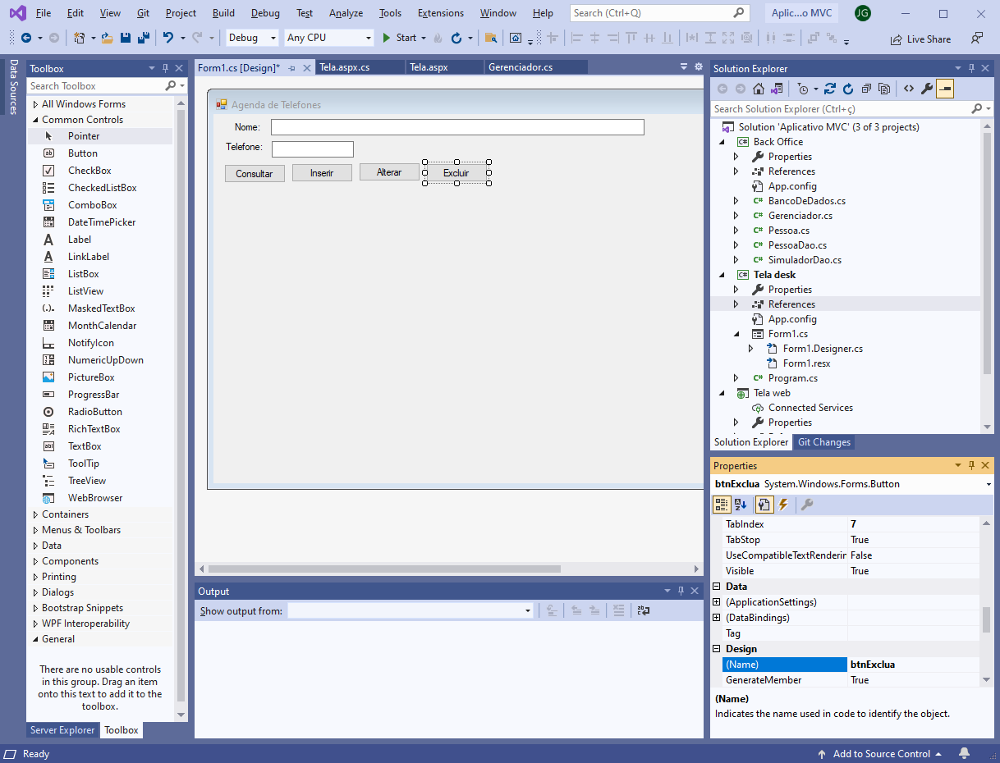 File Edit View Git Project Build Debug Test Analyze Tools Extensions Window Help Search (Ctrl+Q) Aplic...o MVC JG
Debug Any CPU Start Live Share
Data Sources
Toolbox
Search Toolbox
All Windows Forms
Common Controls
Pointer
Button
CheckBox
CheckedListBox
ComboBox
DateTimePicker
Label
LinkLabel
ListBox
ListView
MaskedTextBox
MonthCalendar
NotifyIcon
NumericUpDown
PictureBox
ProgressBar
RadioButton
RichTextBox
TextBox
ToolTip
TreeView
WebBrowser
Containers
Menus & Toolbars
Data
Components
Printing
Dialogs
Bootstrap Snippets
WPF Interoperability
General
There are no usable controls
in this group. Drag an item
onto this text to add it to the
toolbox.
Server Explorer Toolbox
Form1.cs [Design]* Tela.aspx.cs Tela.aspx Gerenciador.cs
Agenda de Telefones
Nome:
Telefone:
Consultar Inserir Alterar Excluir
Output
Show output from:
Solution Explorer
Search Solution Explorer (Ctrl+ç)
Solution 'Aplicativo MVC' (3 of 3 projects)
Back Office
Properties
References
App.config
BancoDeDados.cs
Gerenciador.cs
Pessoa.cs
PessoaDao.cs
SimuladorDao.cs
Tela desk
Properties
References
App.config
Form1.cs
Form1.Designer.cs
Form1.resx
Program.cs
Tela web
Connected Services
Properties
Solution Explorer Git Changes
Properties
btnExclua System.Windows.Forms.Button
TabIndex 7
TabStop True
UseCompatibleTextRenderin False
Visible True
Data
(ApplicationSettings)
(DataBindings)
Tag
Design
(Name) btnExclua
GenerateMember True
(Name)
Indicates the name used in code to identify the object.
Ready Add to Source Control